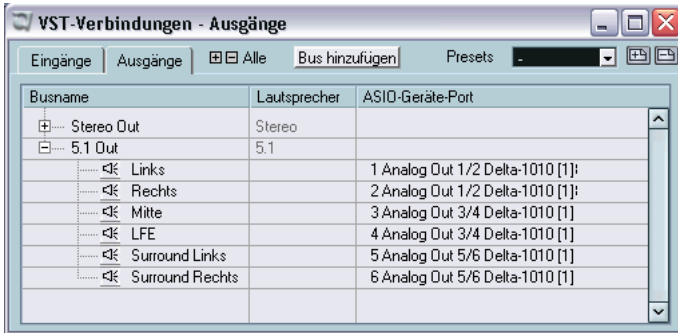 VST-Verbindungen - Ausgänge
Eingänge Ausgänge Alle Bus hinzufügen Presets -
Busname Lautsprecher ASIO-Geräte-Port
Stereo Out Stereo
5.1 Out 5.1
Links 1 Analog Out 1/2 Delta-1010 [1]
Rechts 2 Analog Out 1/2 Delta-1010 [1]
Mitte 3 Analog Out 3/4 Delta-1010 [1]
LFE 4 Analog Out 3/4 Delta-1010 [1]
Surround Links 5 Analog Out 5/6 Delta-1010 [1]
Surround Rechts 6 Analog Out 5/6 Delta-1010 [1]